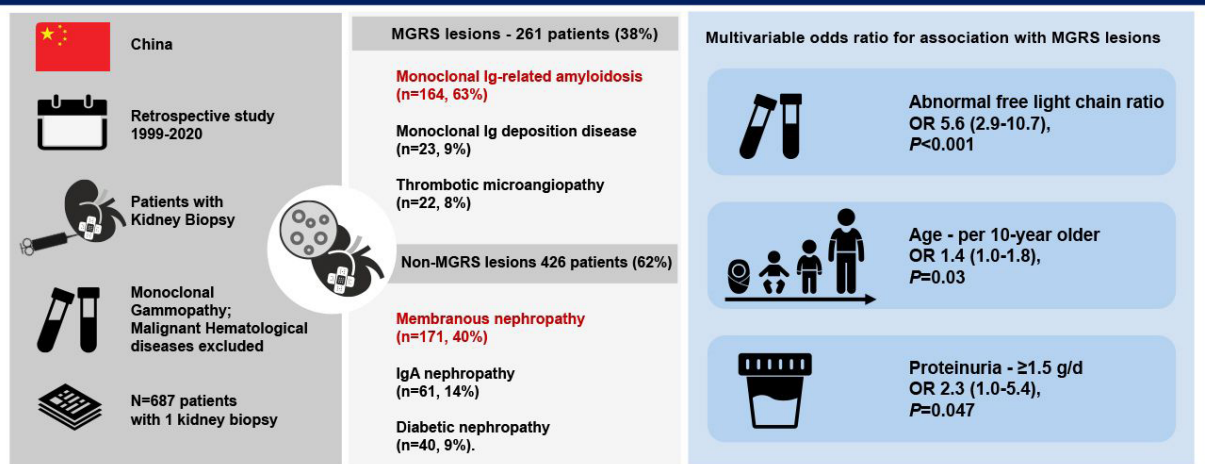 China
Retrospective study
1999-2020
Patients with
Kidney Biopsy
Monoclonal
Gammopathy;
Malignant Hematological
diseases excluded
N=687 patients
with 1 kidney biopsy
MGRS lesions - 261 patients (38%)
Monoclonal Ig-related amyloidosis
(n=164, 63%)
Monoclonal Ig deposition disease
(n=23, 9%)
Thrombotic microangiopathy
(n=22, 8%)
Non-MGRS lesions 426 patients (62%)
Membranous nephropathy
(n=171, 40%)
IgA nephropathy
(n=61, 14%)
Diabetic nephropathy
(n=40, 9%).
Multivariable odds ratio for association with MGRS lesions
Abnormal free light chain ratio
OR 5.6 (2.9-10.7),
P<0.001
Age - per 10-year older
OR 1.4 (1.0-1.8),
P=0.03
Proteinuria - ≥1.5 g/d
OR 2.3 (1.0-5.4),
P=0.047